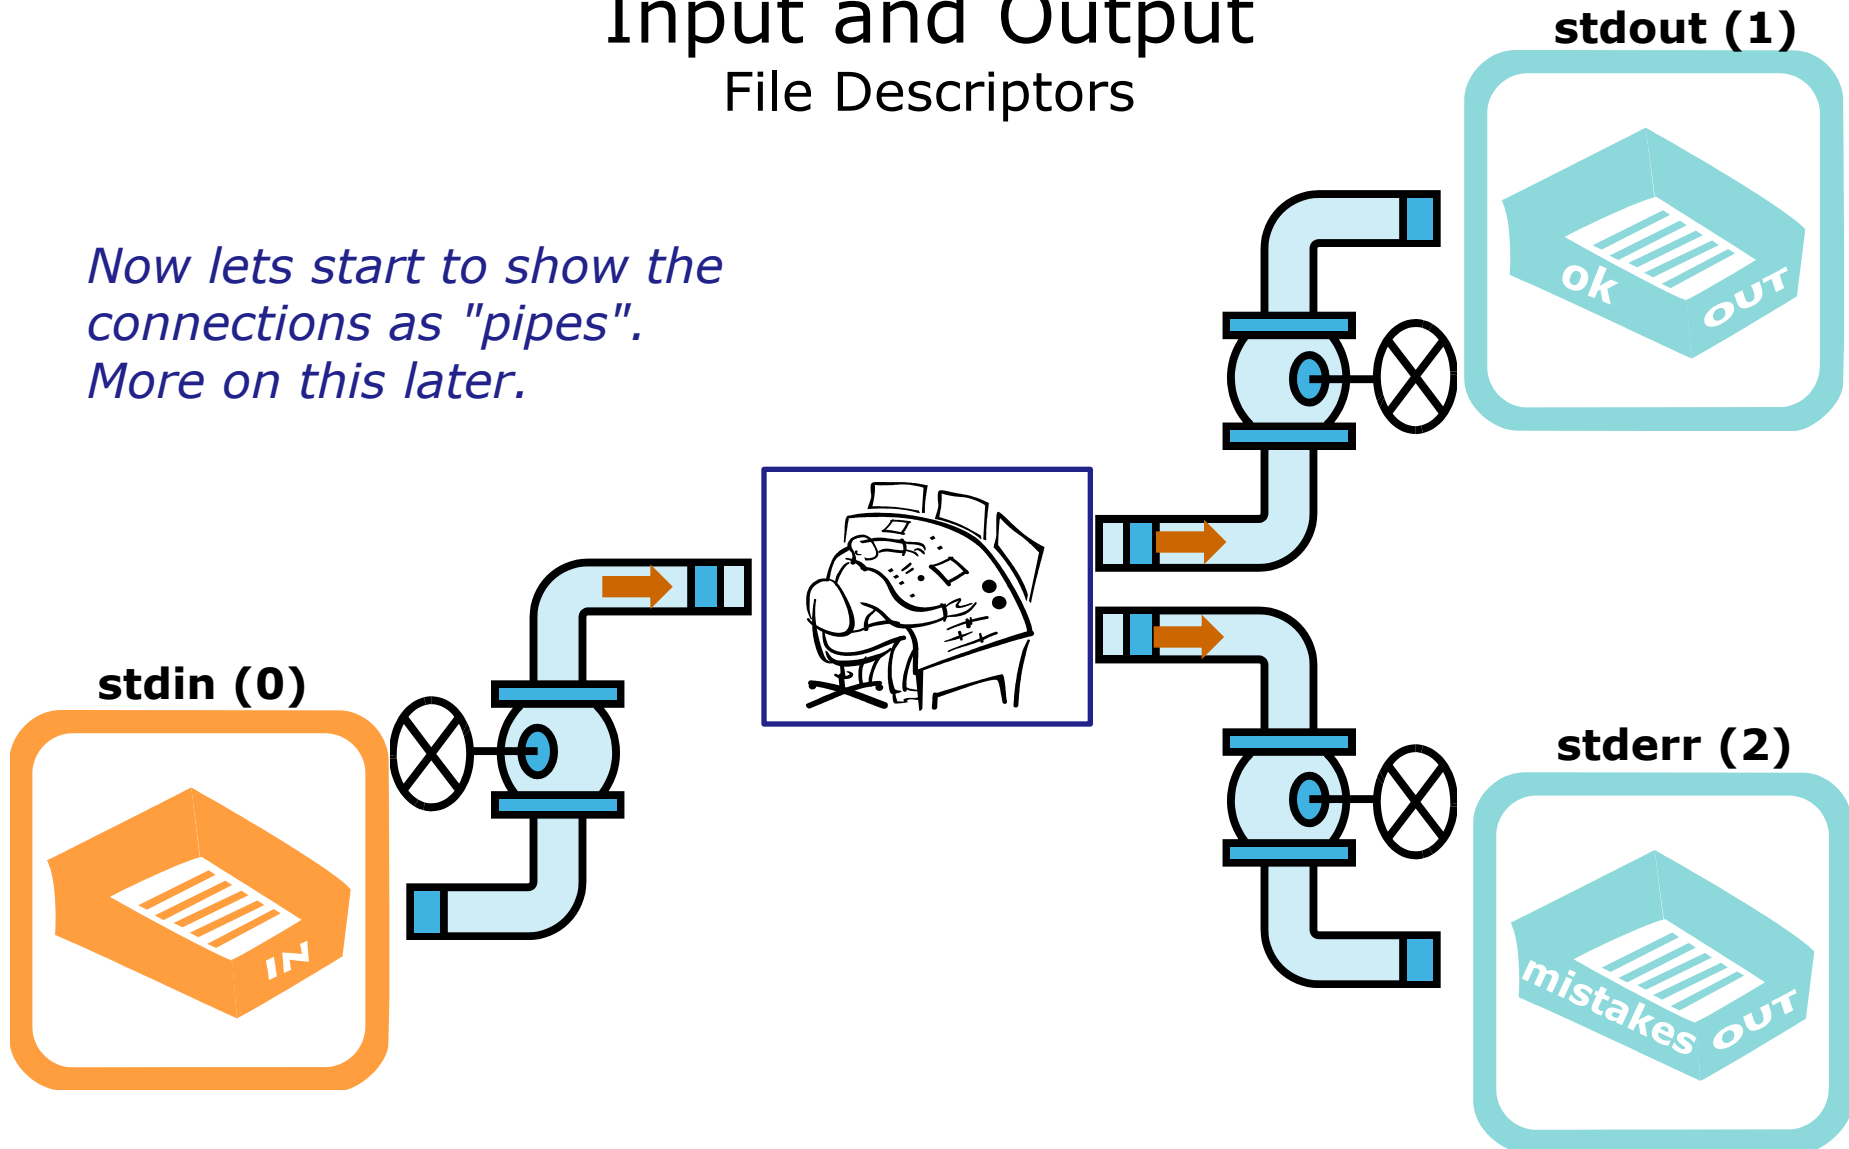 Input and Output
File Descriptors
stdout (1)
ok
OUT
Now lets start to show the
connections as "pipes".
More on this later.
stdin (0)
IN
stderr (2)
mistakes
OUT